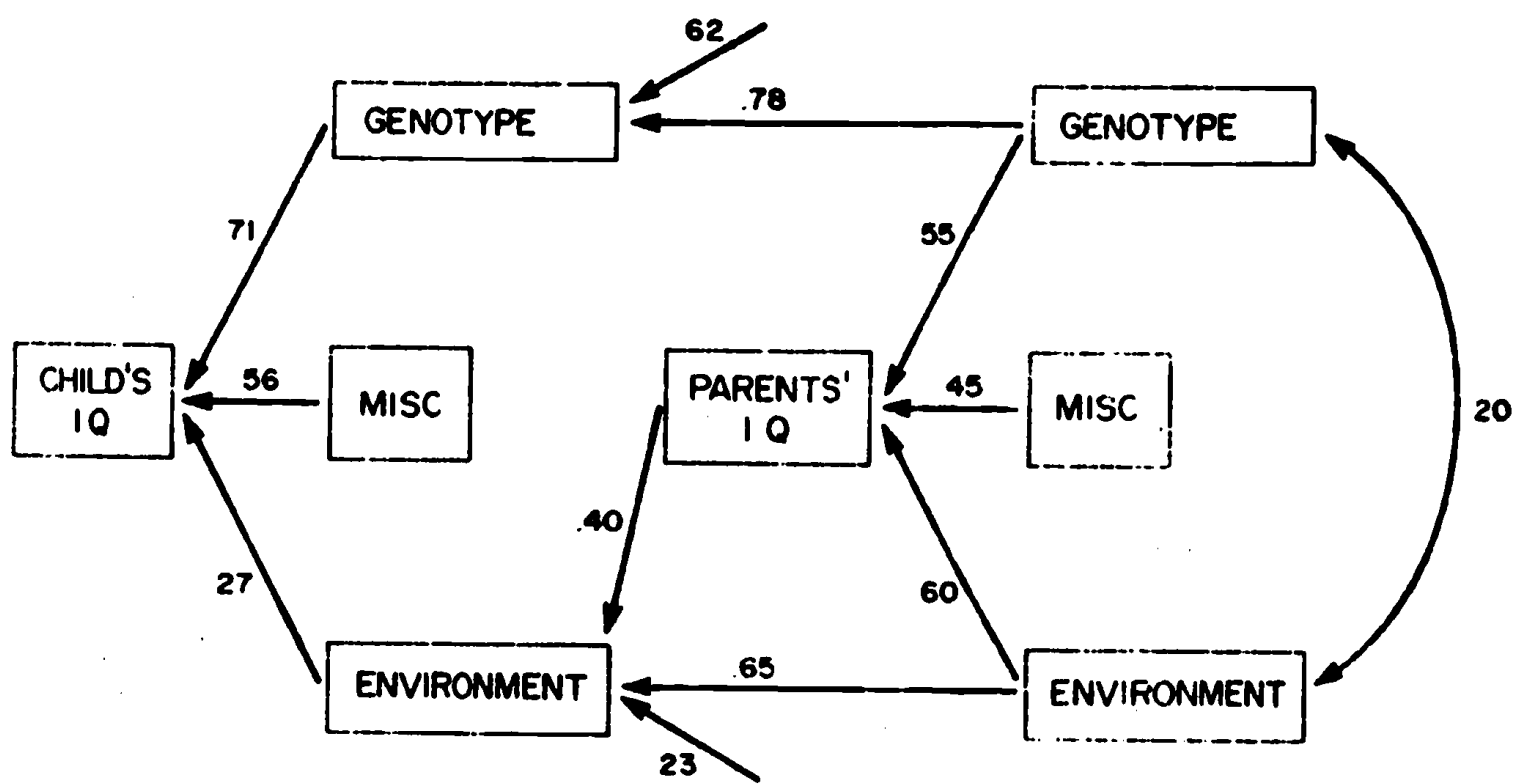 62
GENOTYPE
.78
GENOTYPE
71
55
CHILD'S
IQ
56
MISC
PARENTS'
IQ
45
MISC
20
.40
27
60
ENVIRONMENT
.65
ENVIRONMENT
23